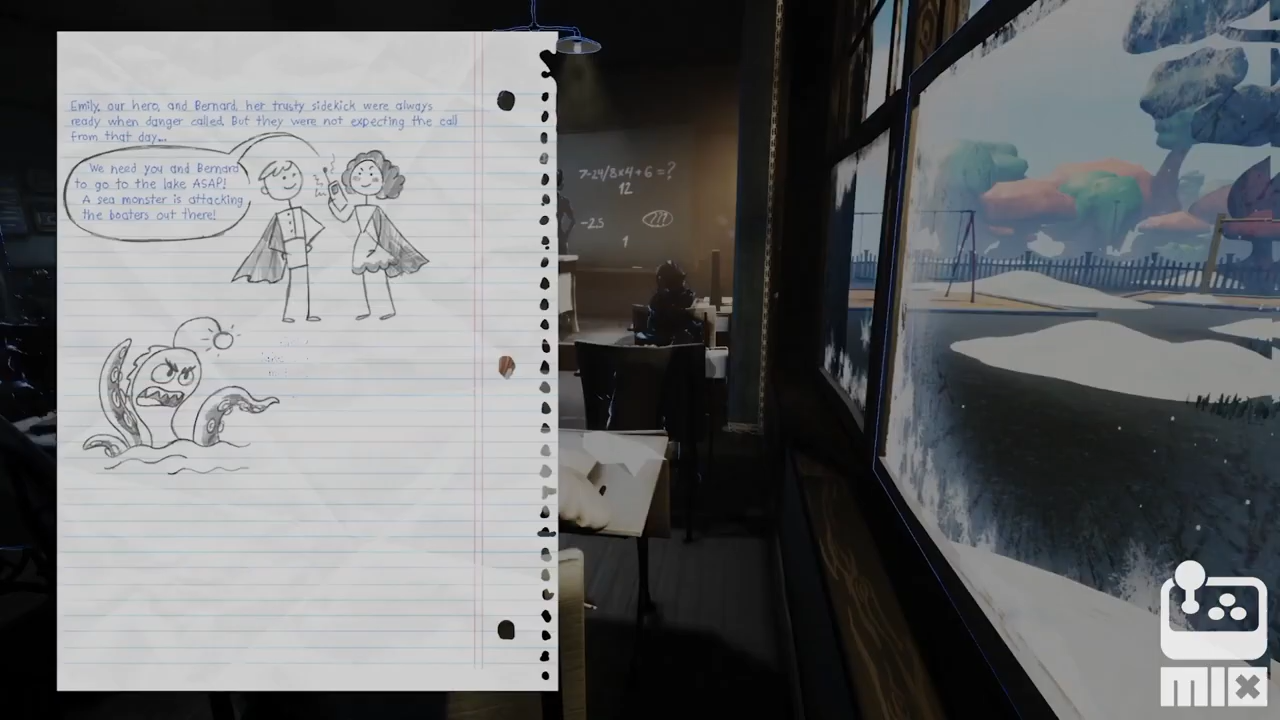 Emily, our hero, and Bernard, her trusty sidekick were always
ready when danger called. But they were not expecting the call
from that day...
We need you and Bernard
to go to the lake ASAP!
A sea monster is attacking
the boaters out there!
7-24/8x4+6=?
12
-25
???
1
MIX